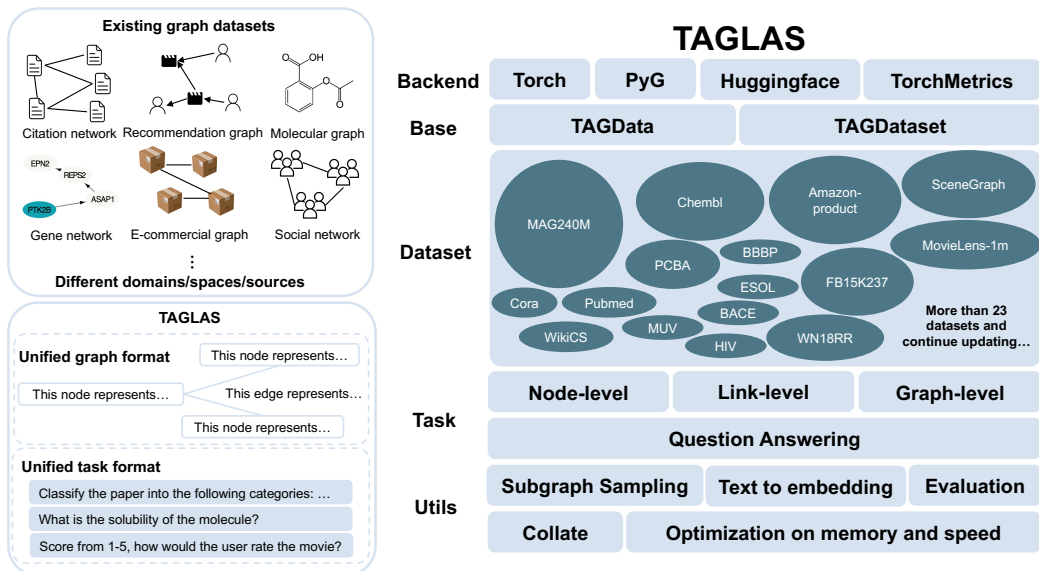 Existing graph datasets
OH
O
O
O
Citation network
Recommendation graph
Molecular graph
EPN2
REPS2
ASAP1
PTK2B
Gene network
E-commercial graph
Social network
⋮
Different domains/spaces/sources
TAGLAS
Unified graph format
This node represents…
This node represents…
This edge represents…
This node represents…
Unified task format
Classify the paper into the following categories: …
What is the solubility of the molecule?
Score from 1-5, how would the user rate the movie?
TAGLAS
Backend
Torch
PyG
Huggingface
TorchMetrics
Base
TAGData
TAGDataset
Dataset
MAG240M
Chembl
Amazon-
product
SceneGraph
MovieLens-1m
PCBA
BBBP
ESOL
FB15K237
Cora
Pubmed
BACE
WikiCS
MUV
HIV
WN18RR
More than 23
datasets and
continue updating…
Task
Node-level
Link-level
Graph-level
Question Answering
Utils
Subgraph Sampling
Text to embedding
Evaluation
Collate
Optimization on memory and speed